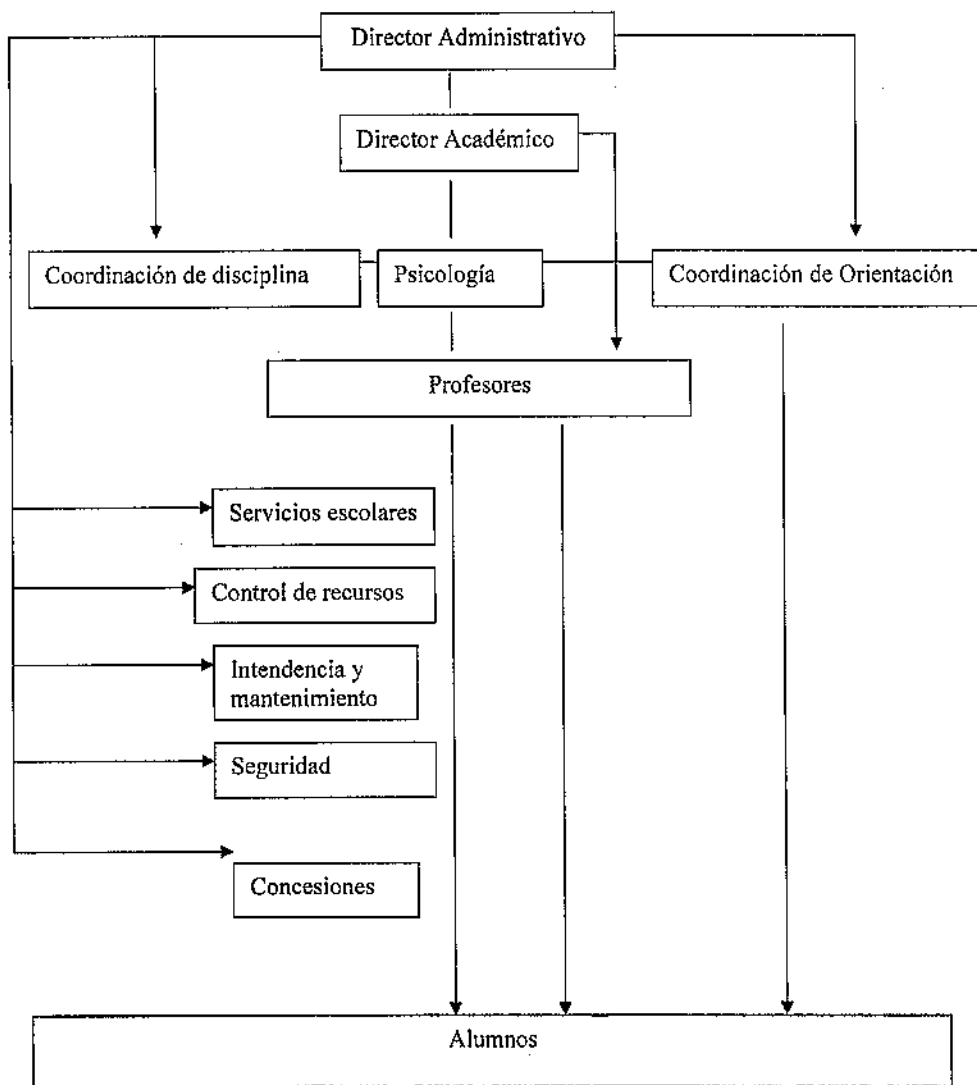 Director Administrativo
Director Académico
Coordinación de disciplina
Psicología
Coordinación de Orientación
Profesores
Servicios escolares
Control de recursos
Intendencia y
mantenimiento
Seguridad
Concesiones
Alumnos